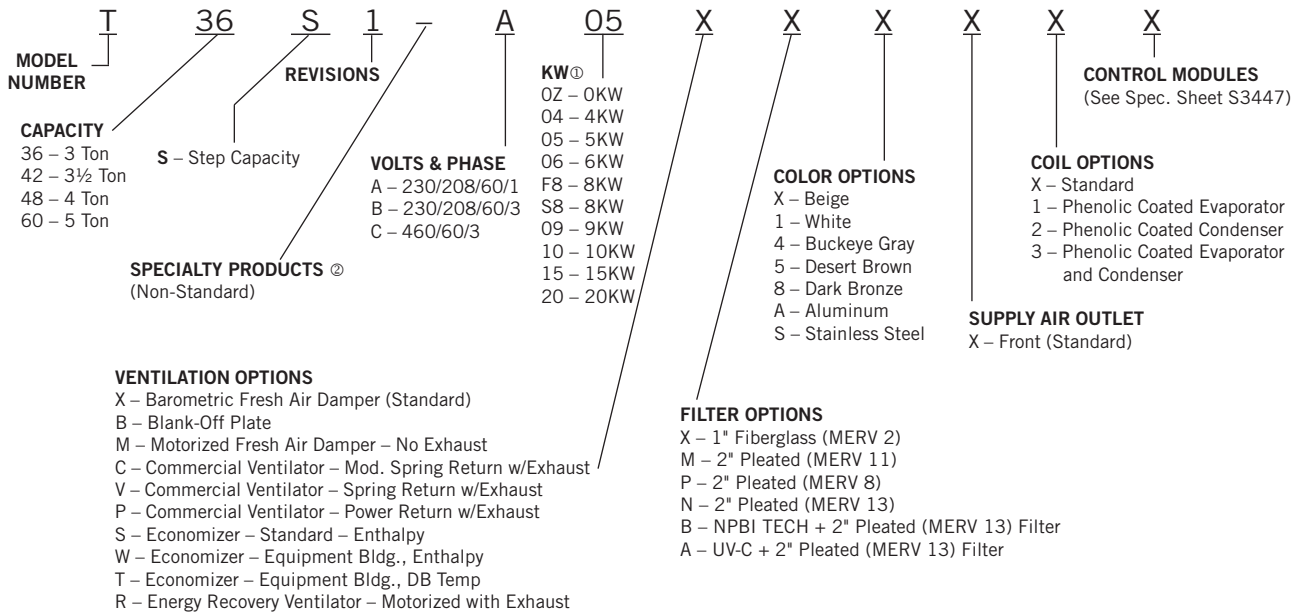 T 36 S 1 – A 05 X X X X X X
MODEL
NUMBER
CAPACITY
36 – 3 Ton
42 – 3½ Ton
48 – 4 Ton
60 – 5 Ton
S – Step Capacity
REVISIONS
SPECIALTY PRODUCTS ②
(Non-Standard)
VOLTS & PHASE
A – 230/208/60/1
B – 230/208/60/3
C – 460/60/3
KW①
0Z – 0KW
04 – 4KW
05 – 5KW
06 – 6KW
F8 – 8KW
S8 – 8KW
09 – 9KW
10 – 10KW
15 – 15KW
20 – 20KW
VENTILATION OPTIONS
X – Barometric Fresh Air Damper (Standard)
B – Blank-Off Plate
M – Motorized Fresh Air Damper – No Exhaust
C – Commercial Ventilator – Mod. Spring Return w/Exhaust
V – Commercial Ventilator – Spring Return w/Exhaust
P – Commercial Ventilator – Power Return w/Exhaust
S – Economizer – Standard – Enthalpy
W – Economizer – Equipment Bldg., Enthalpy
T – Economizer – Equipment Bldg., DB Temp
R – Energy Recovery Ventilator – Motorized with Exhaust
FILTER OPTIONS
X – 1" Fiberglass (MERV 2)
M – 2" Pleated (MERV 11)
P – 2" Pleated (MERV 8)
N – 2" Pleated (MERV 13)
B – NPBI TECH + 2" Pleated (MERV 13) Filter
A – UV-C + 2" Pleated (MERV 13) Filter
COLOR OPTIONS
X – Beige
1 – White
4 – Buckeye Gray
5 – Desert Brown
8 – Dark Bronze
A – Aluminum
S – Stainless Steel
SUPPLY AIR OUTLET
X – Front (Standard)
COIL OPTIONS
X – Standard
1 – Phenolic Coated Evaporator
2 – Phenolic Coated Condenser
3 – Phenolic Coated Evaporator
and Condenser
CONTROL MODULES
(See Spec. Sheet S3447)